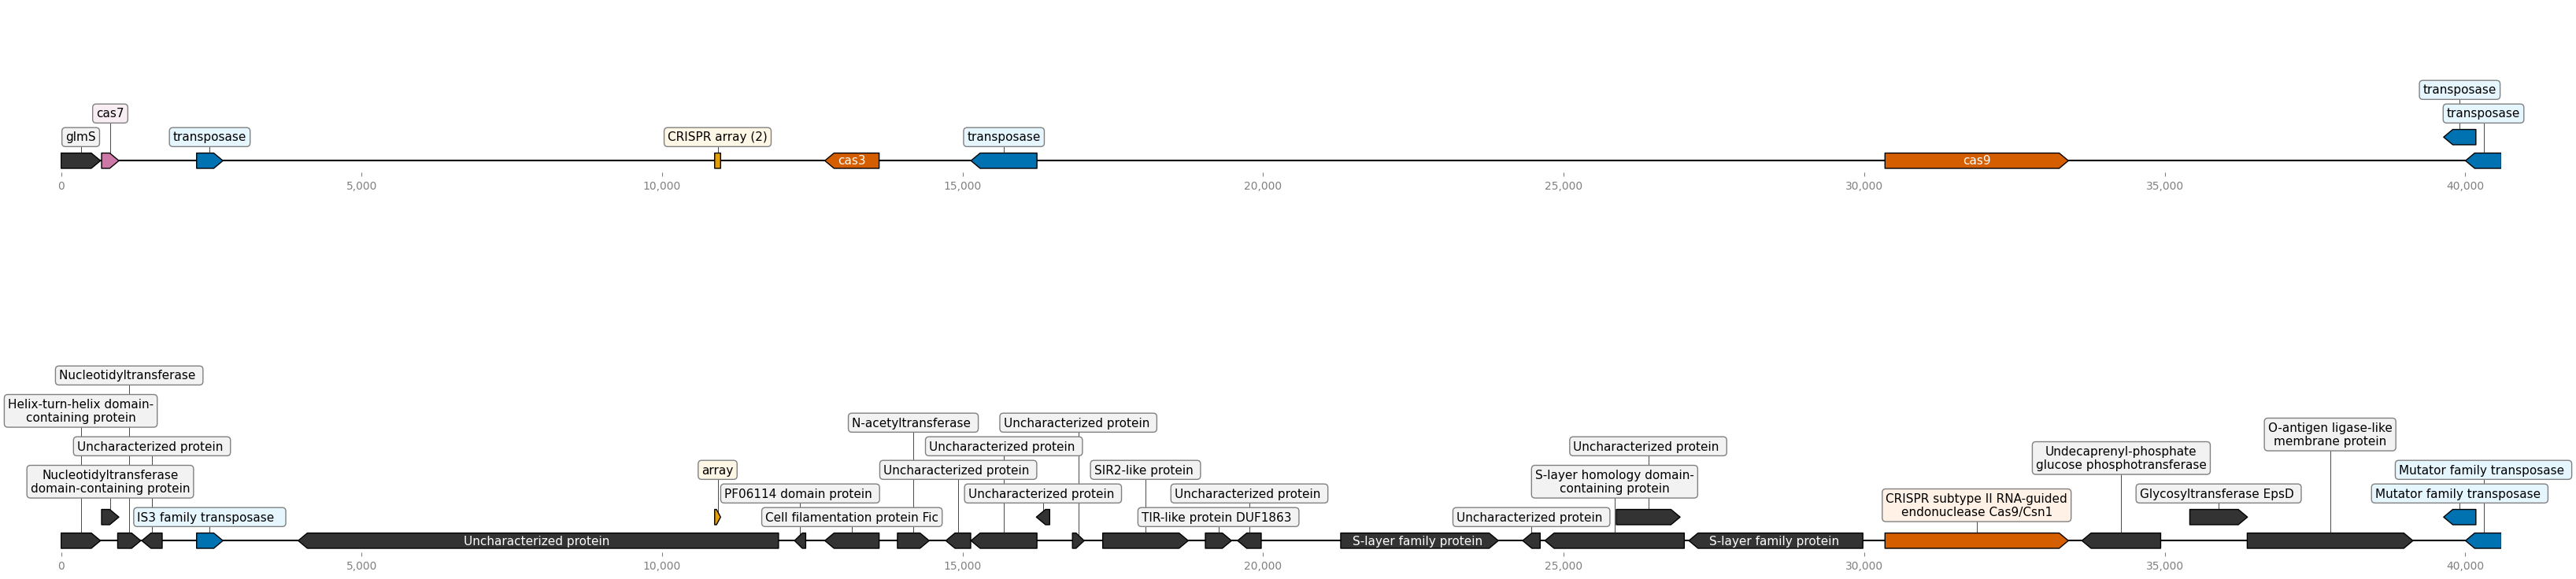 transposase
cas7
transposase
glmS
transposase
CRISPR array (2)
transposase
cas3
cas9
0
5,000
10,000
15,000
20,000
25,000
30,000
35,000
40,000
Nucleotidyltransferase
Helix-turn-helix domain-
containing protein
N-acetyltransferase
Uncharacterized protein
O-antigen ligase-like
membrane protein
Uncharacterized protein
Uncharacterized protein
Uncharacterized protein
Undecaprenyl-phosphate
glucose phosphotransferase
Nucleotidyltransferase
domain-containing protein
array
Uncharacterized protein
SIR2-like protein
S-layer homology domain-
containing protein
Mutator family transposase
PF06114 domain protein
Uncharacterized protein
Uncharacterized protein
CRISPR subtype II RNA-guided
endonuclease Cas9/Csn1
Glycosyltransferase EpsD
Mutator family transposase
IS3 family transposase
Cell filamentation protein Fic
TIR-like protein DUF1863
Uncharacterized protein
Uncharacterized protein
S-layer family protein
S-layer family protein
0
5,000
10,000
15,000
20,000
25,000
30,000
35,000
40,000